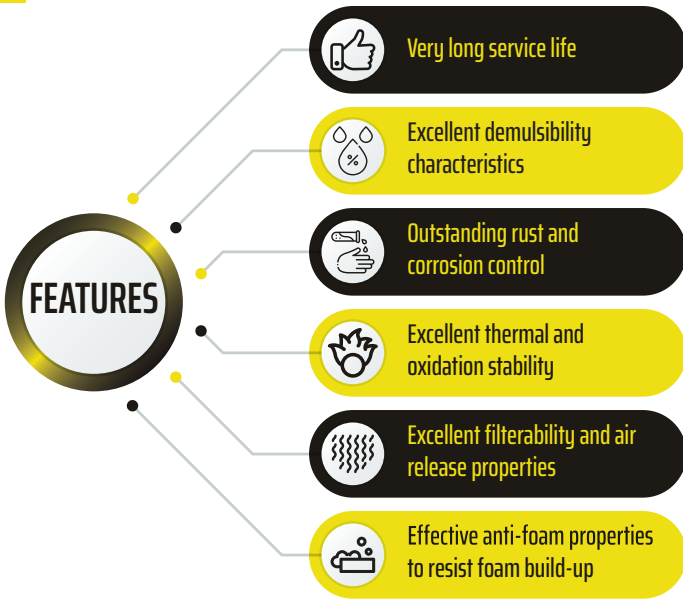 FEATURES
Very long service life
Excellent demulsibility
characteristics
%
Outstanding rust and
corrosion control
Excellent thermal and
oxidation stability
Excellent filterability and air
release properties
Effective anti-foam properties
to resist foam build-up